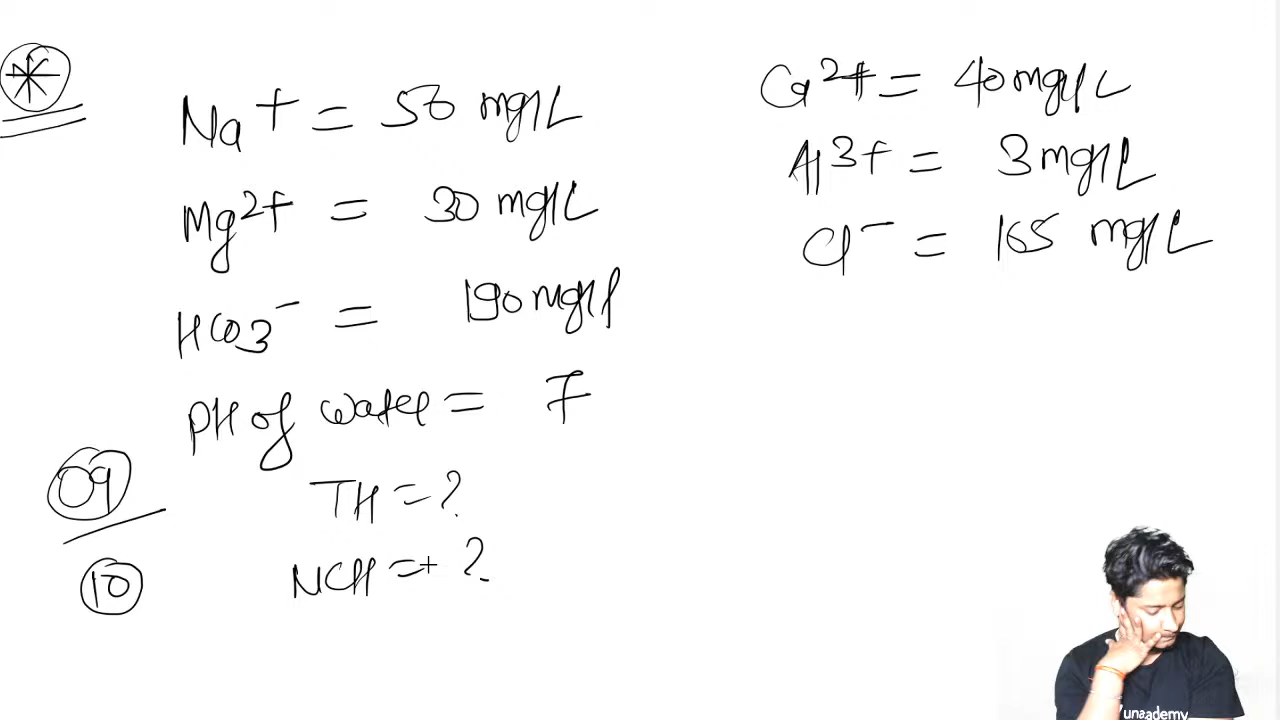 Na+ = 56 mg/L
Mg2+ = 30 mg/L
HCO3- = 190 mg/l
PH of water = 7
09 TH = ?
10 NCH = ?
Ca2+ = 40 mg/L
Al3+ = 3 mg/L
Cl- = 165 mg/L
unacademy